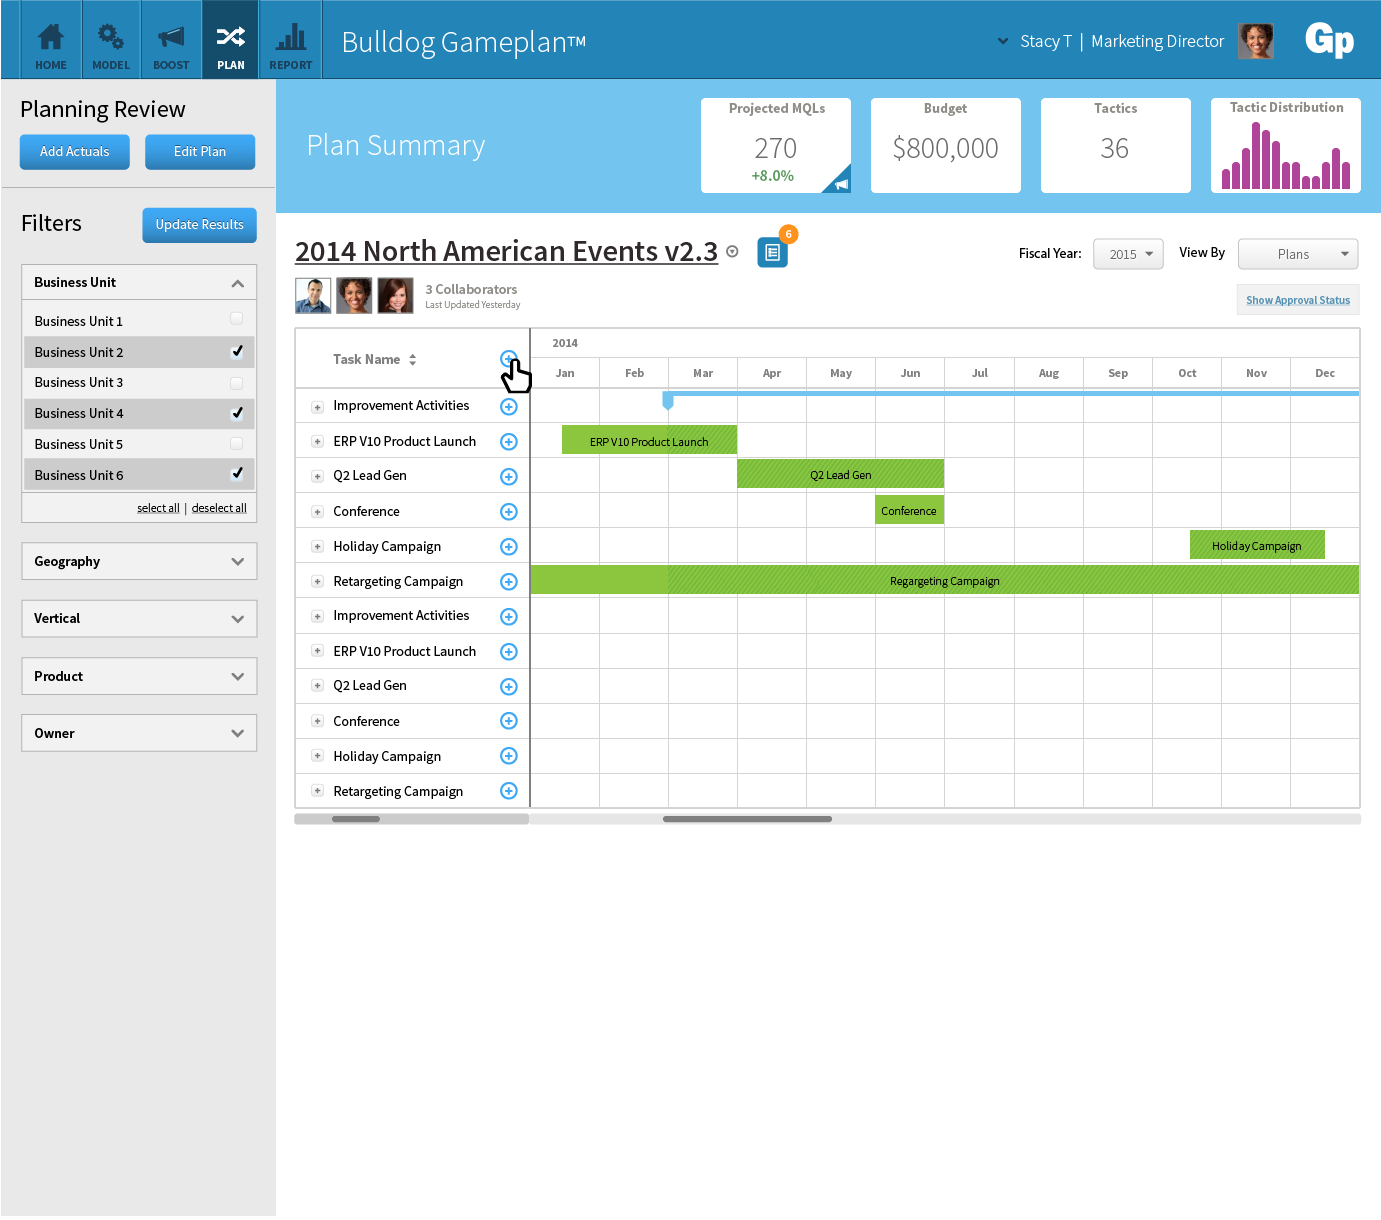 HOME MODEL BOOST PLAN REPORT
Bulldog Gameplan™
Stacy T | Marketing Director
Gp
Planning Review
Add Actuals
Edit Plan
Filters
Update Results
Business Unit
Business Unit 1
Business Unit 2
Business Unit 3
Business Unit 4
Business Unit 5
Business Unit 6
select all | deselect all
Geography
Vertical
Product
Owner
Plan Summary
Projected MQLs
270
+8.0%
Budget
$800,000
Tactics
36
Tactic Distribution
2014 North American Events v2.3
6
Fiscal Year:
2015
View By
Plans
3 Collaborators
Last Updated Yesterday
Show Approval Status
Task Name
2014
Jan Feb Mar Apr May Jun Jul Aug Sep Oct Nov Dec
Improvement Activities
ERP V10 Product Launch
ERP V10 Product Launch
Q2 Lead Gen
Q2 Lead Gen
Conference
Conference
Holiday Campaign
Holiday Campaign
Retargeting Campaign
Regargeting Campaign
Improvement Activities
ERP V10 Product Launch
Q2 Lead Gen
Conference
Holiday Campaign
Retargeting Campaign